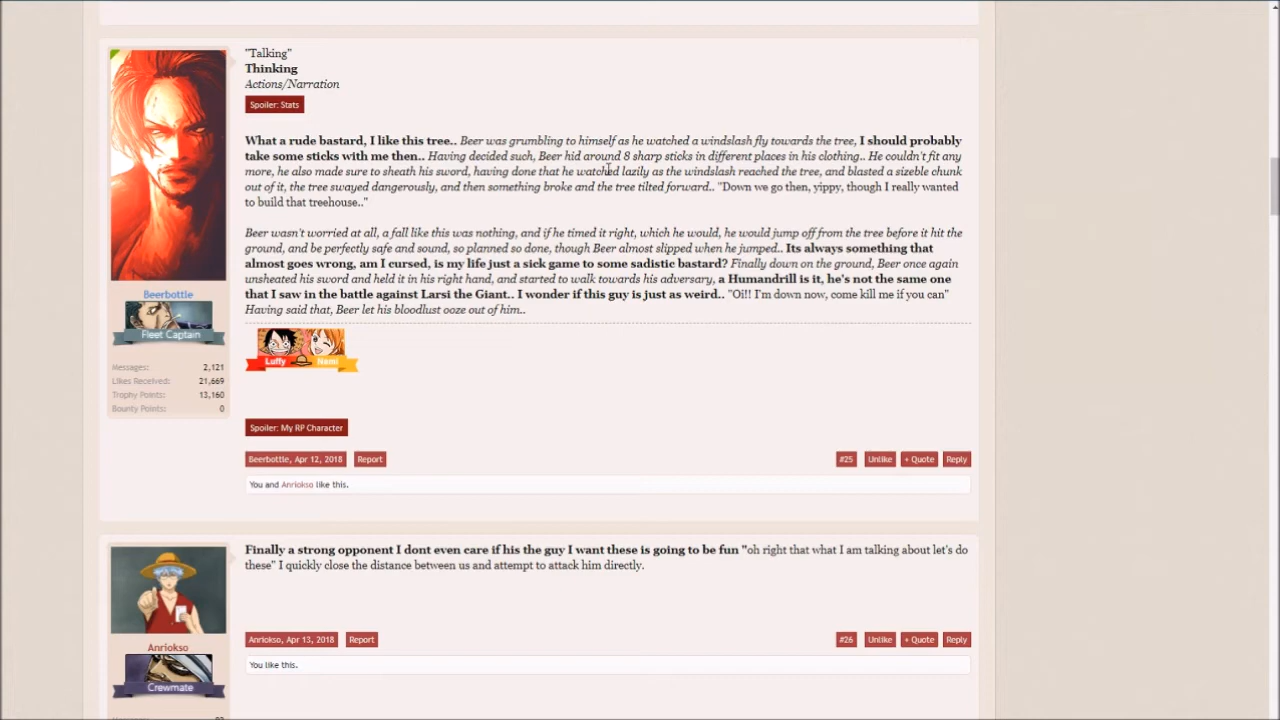 "Talking"
Thinking
Actions/Narration
Spoiler: Stats
What a rude bastard, I like this tree.. Beer was grumbling to himself as he watched a windslash fly towards the tree, I should probably
take some sticks with me then.. Having decided such, Beer hid around 8 sharp sticks in different places in his clothing.. He couldn't fit any
more, he also made sure to sheath his sword, having done that he watched lazily as the windslash reached the tree, and blasted a sizeble chunk
out of it, the tree swayed dangerously, and then something broke and the tree tilted forward.. "Down we go then, yippy, though I really wanted
to build that treehouse.."
Beer wasn't worried at all, a fall like this was nothing, and if he timed it right, which he would, he would jump off from the tree before it hit the
ground, and be perfectly safe and sound, so planned so done, though Beer almost slipped when he jumped.. Its always something that
almost goes wrong, am I cursed, is my life just a sick game to some sadistic bastard? Finally down on the ground, Beer once again
unsheated his sword and held it in his right hand, and started to walk towards his adversary, a Humandrill is it, he's not the same one
that I saw in the battle against Larsi the Giant.. I wonder if this guy is just as weird.. "Oi!! I'm down now, come kill me if you can"
Having said that, Beer let his bloodlust ooze out of him..
Beerbottle
Fleet Captain
Messages: 2,121
Likes Received: 21,669
Trophy Points: 13,160
Bounty Points: 0
Luffy Nami
Spoiler: My RP Character
Beerbottle, Apr 12, 2018 Report #25 Unlike + Quote Reply
You and Anriokso like this.
Finally a strong opponent I dont even care if his the guy I want these is going to be fun "oh right that what I am talking about let's do
these" I quickly close the distance between us and attempt to attack him directly.
Anriokso, Apr 13, 2018 Report #26 Unlike + Quote Reply
Anriokso
You like this.
Crewmate